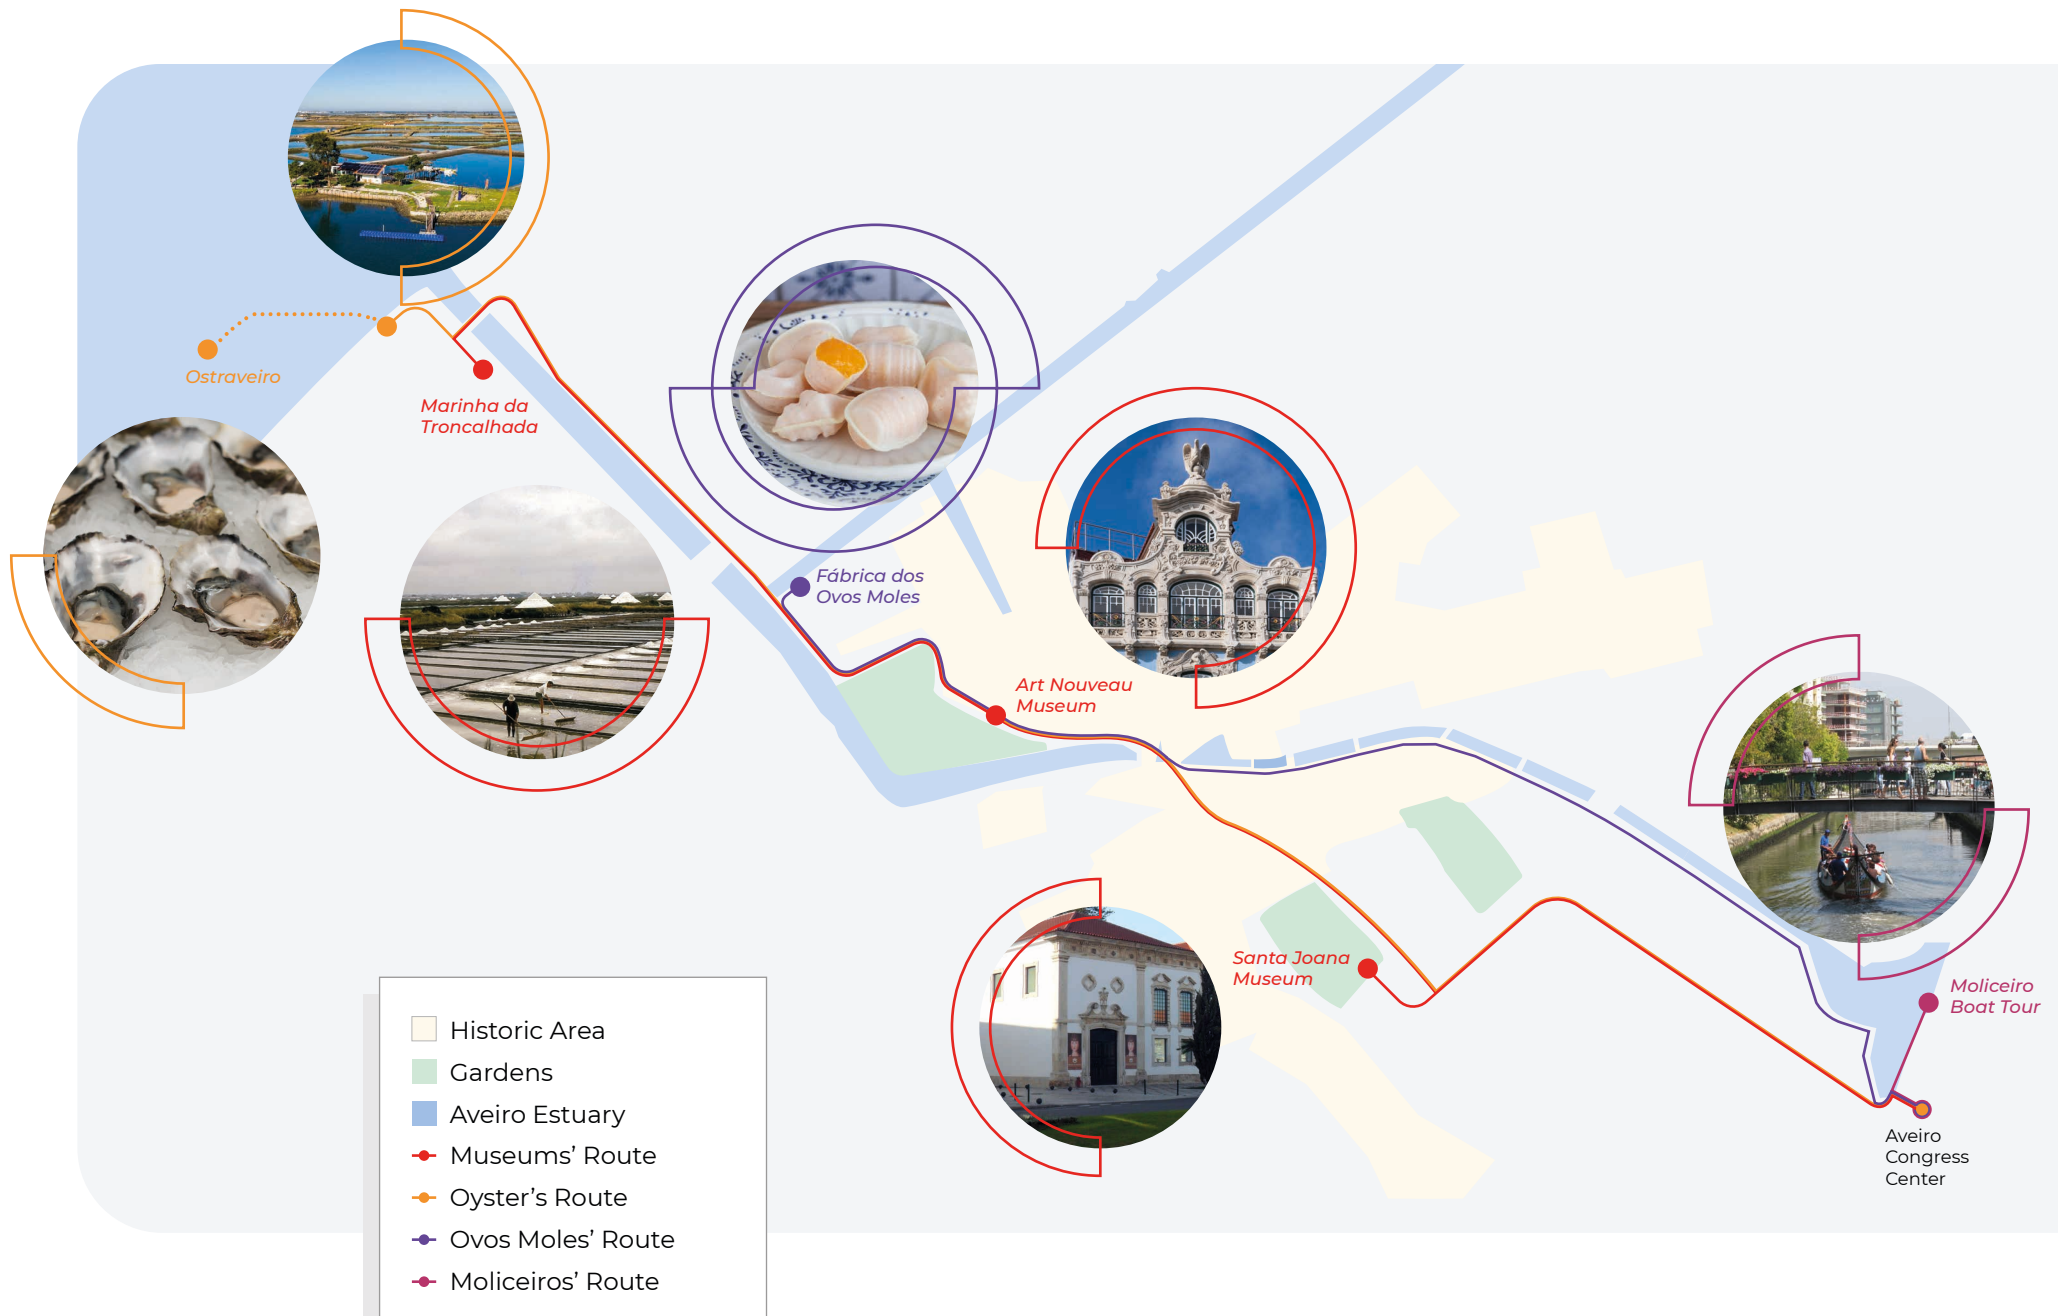 Ostraveiro
Marinha da
Troncalhada
Fábrica dos
Ovos Moles
Art Nouveau
Museum
Santa Joana
Museum
Moliceiro
Boat Tour
Aveiro
Congress
Center
Historic Area
Gardens
Aveiro Estuary
Museums’ Route
Oyster’s Route
Ovos Moles’ Route
Moliceiros’ Route